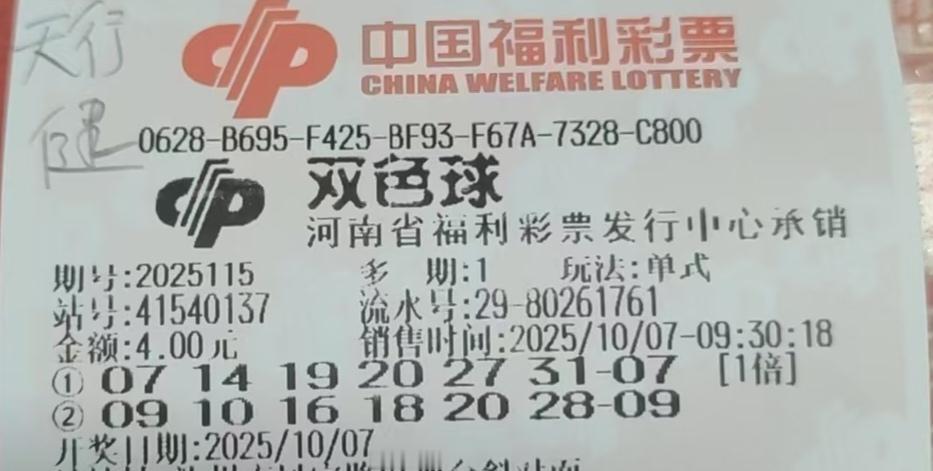 天行
健
中国福利彩票
CHINA WELFARE LOTTERY
0628-B695-F425-BF93-F67A-7328-C800
双色球
河南省福利彩票发行中心承销
期号:2025115 多 期:1 玩法:单式
站号:41540137 流水号:29-80261761
金额:4.00元 销售时间:2025/10/07-09:30:18
① 07 14 19 20 27 31-07 [1倍]
② 09 10 16 18 20 28-09
开奖日期:2025/10/07